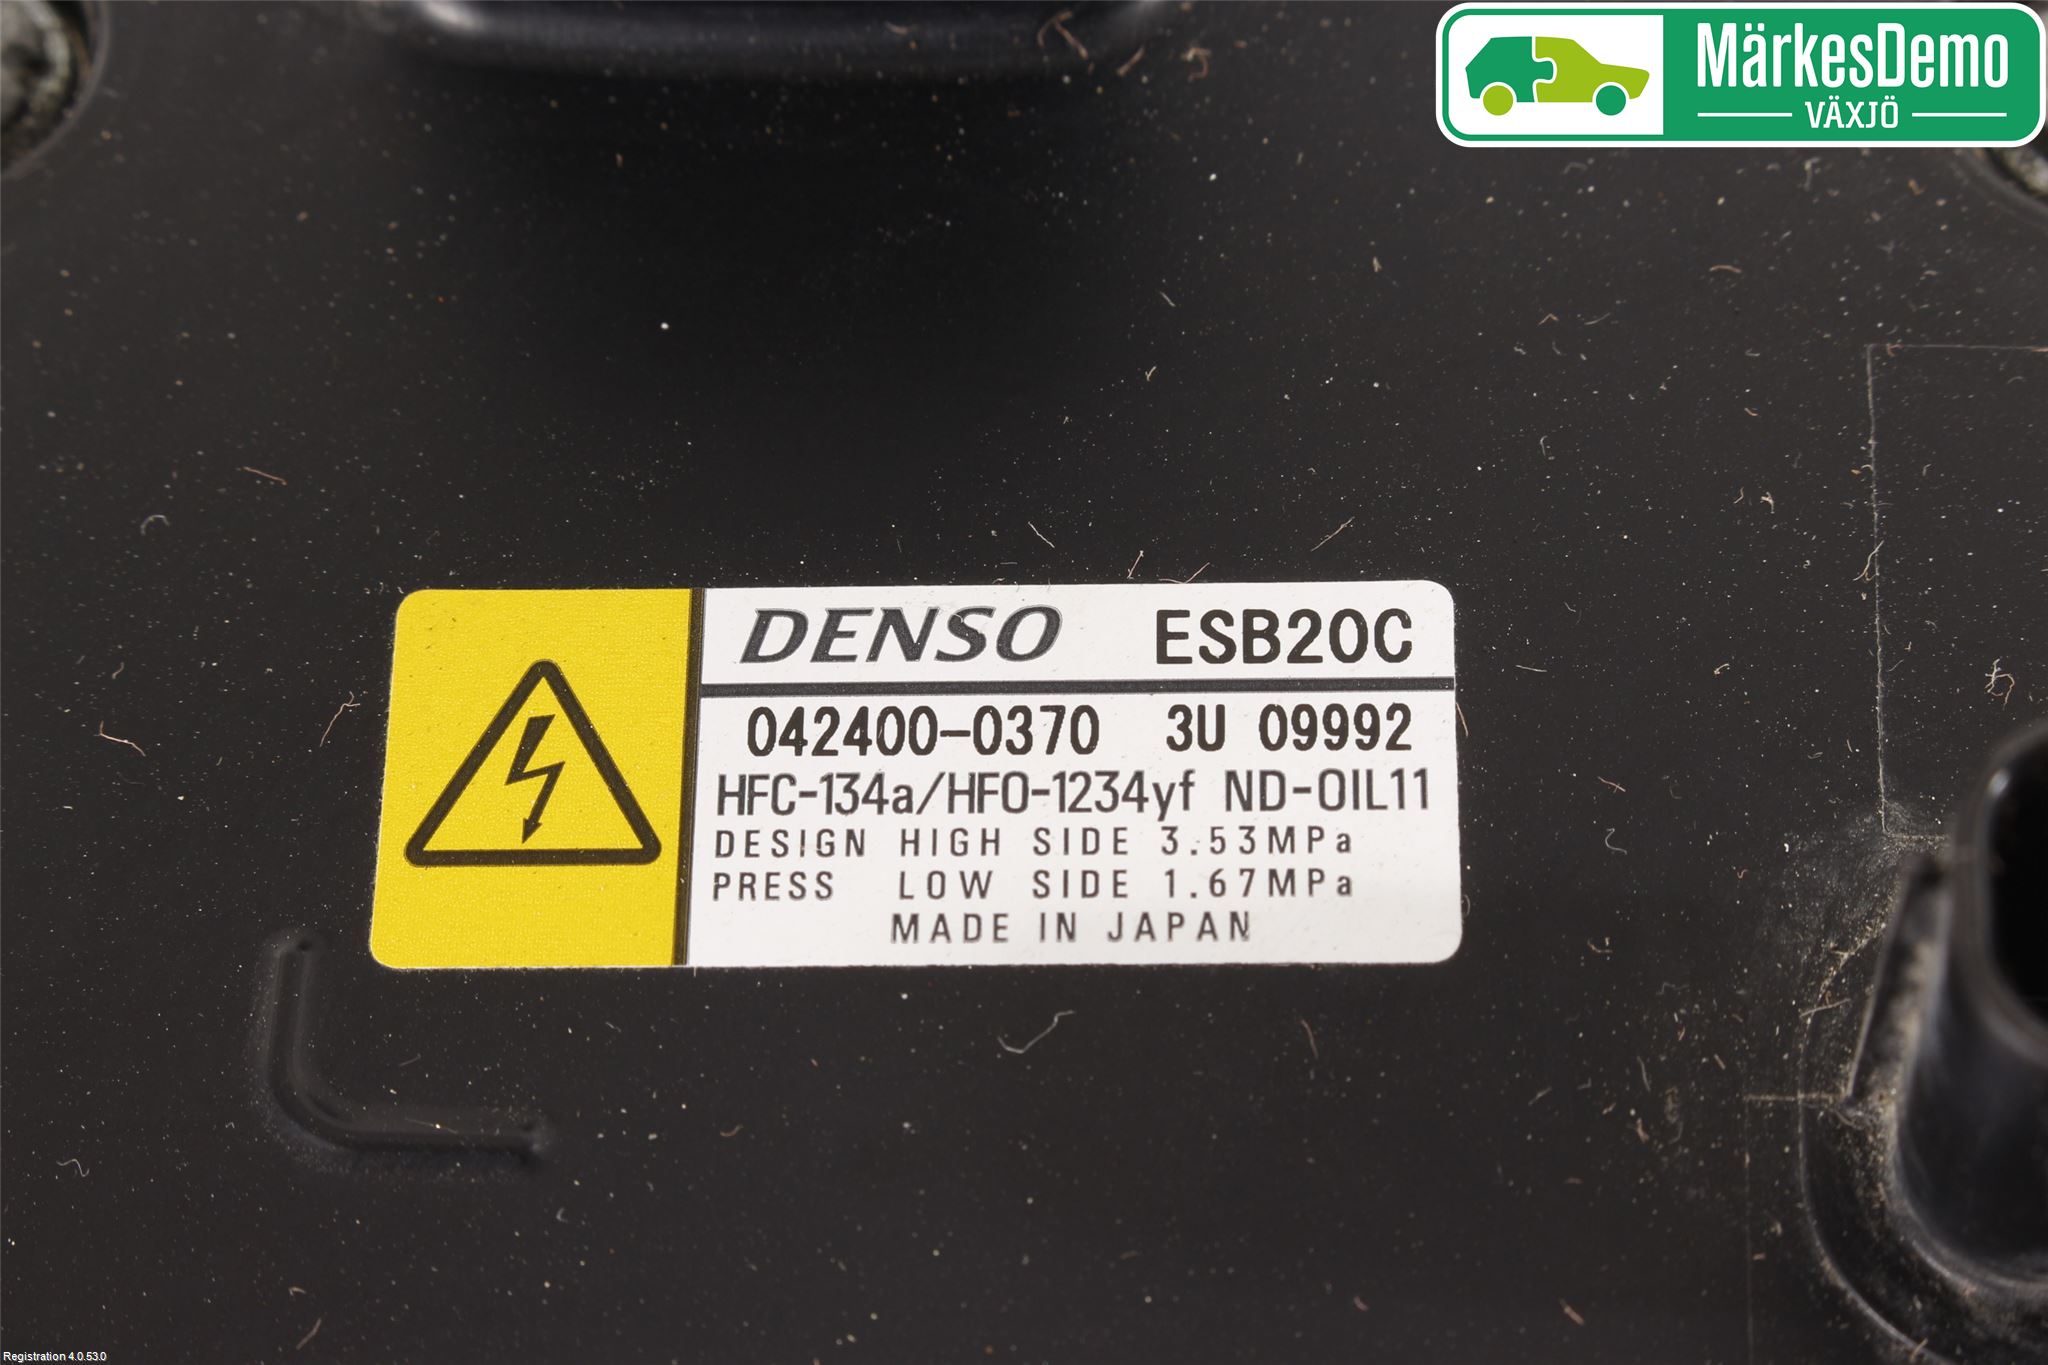 MärkesDemo
VÄXJÖ
DENSO ESB20C
042400-0370 3U 09992
HFC-134a/HFO-1234yf ND-OIL11
DESIGN HIGH SIDE 3.53MPa
PRESS LOW SIDE 1.67MPa
MADE IN JAPAN
Registration 4.0.53.0